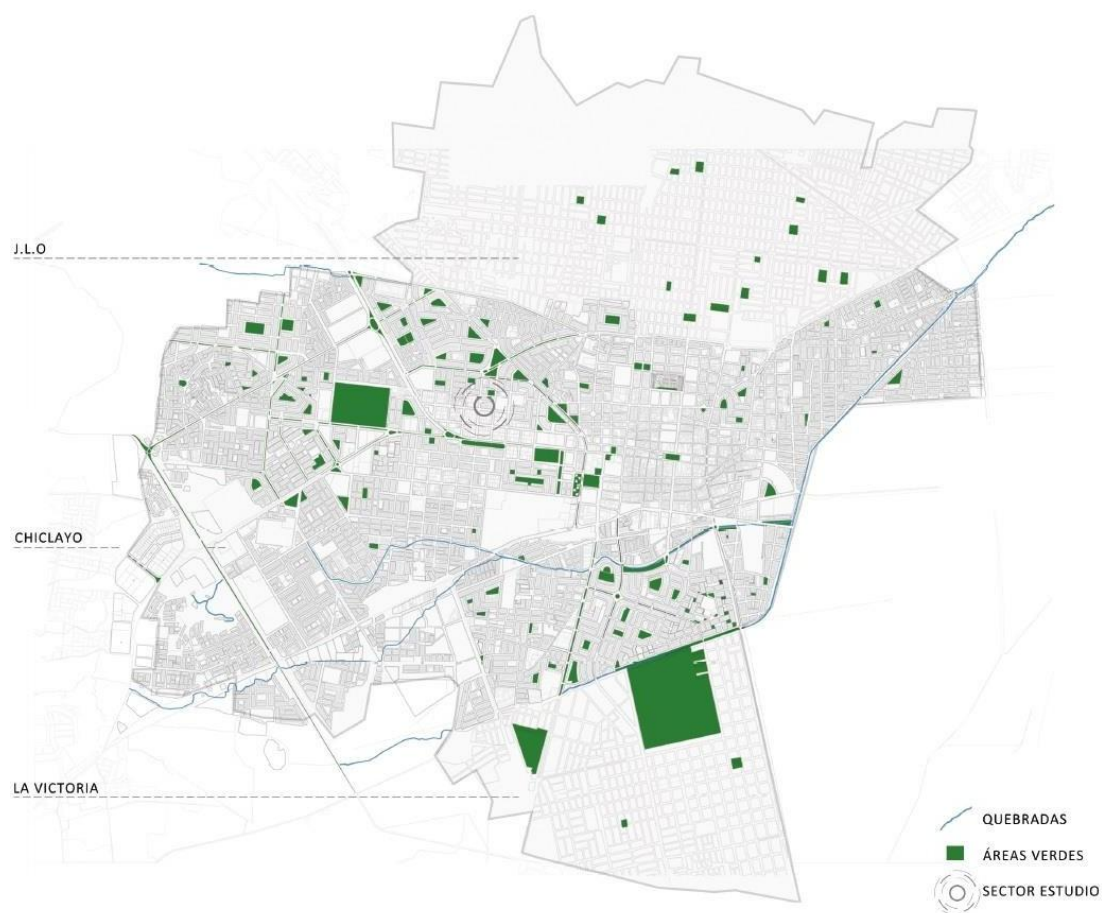 J.L.O
CHICLAYO
LA VICTORIA
QUEBRADAS
ÁREAS VERDES
SECTOR ESTUDIO